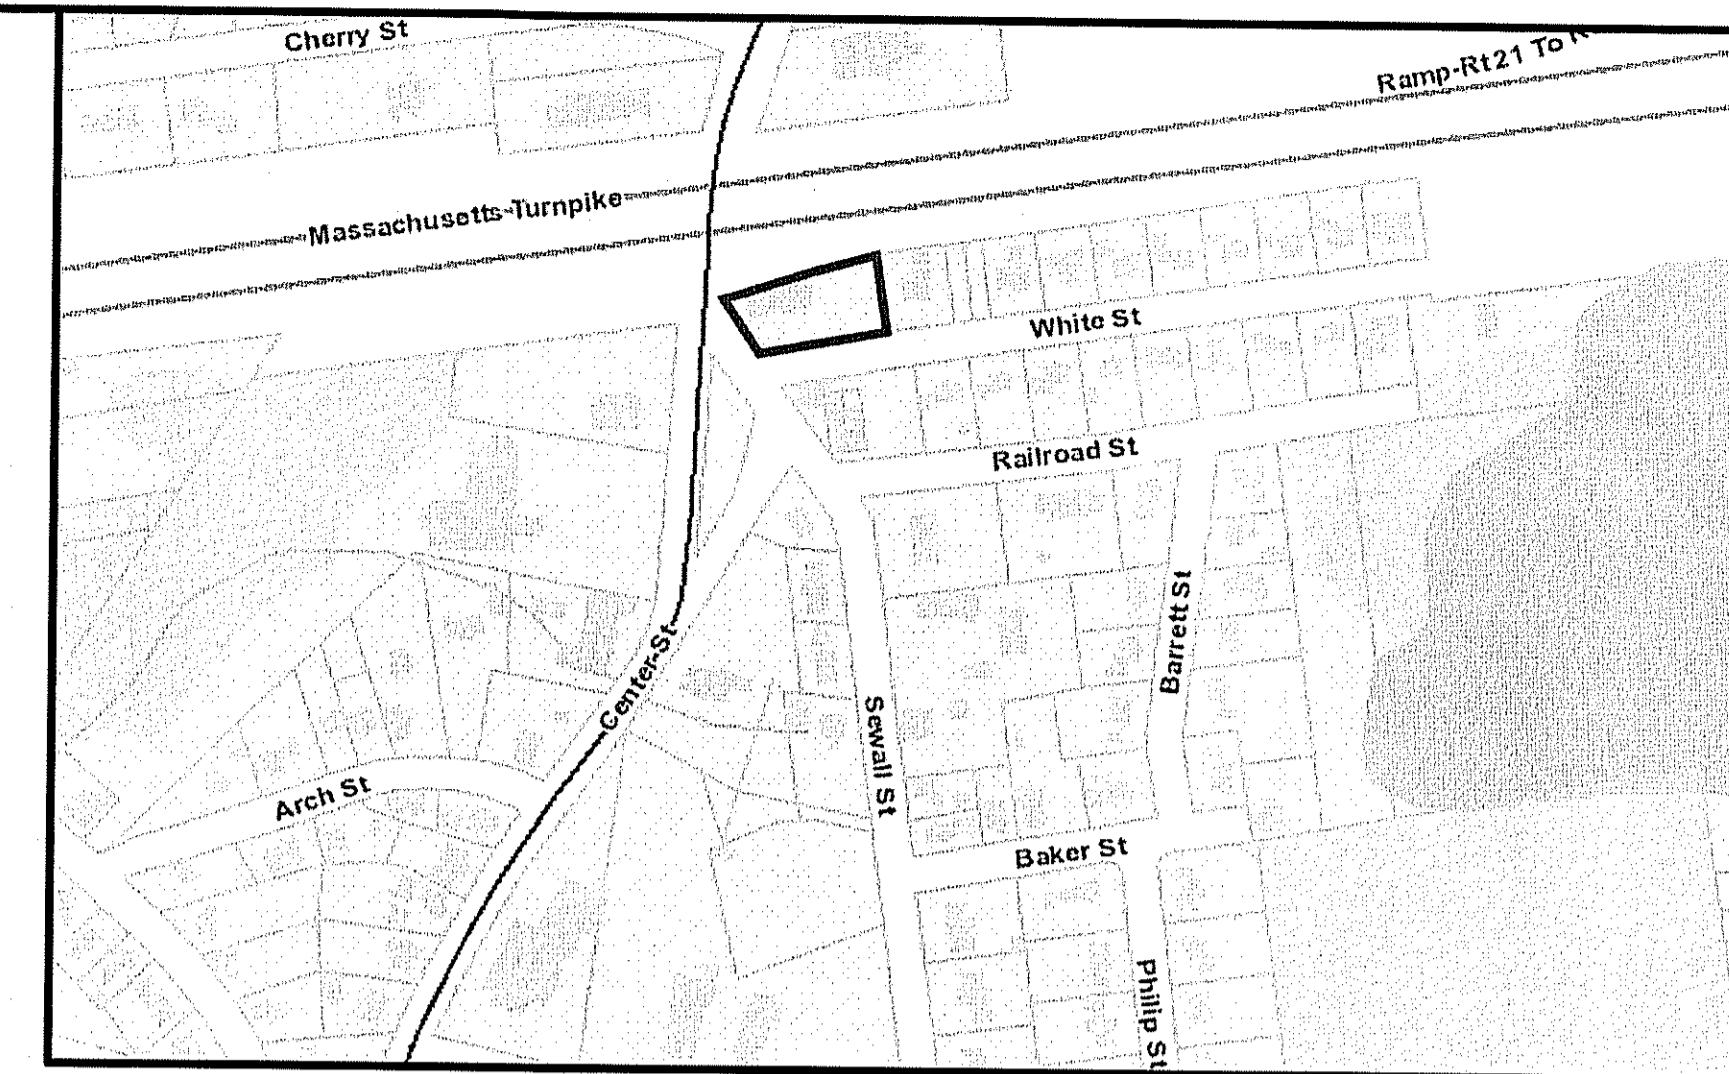 Cherry St
Ramp-Rt21 To
Massachusetts-Turnpike
White St
Railroad St
Barrett St
Center-St
Sewall St
Arch St
Baker St
Philip St